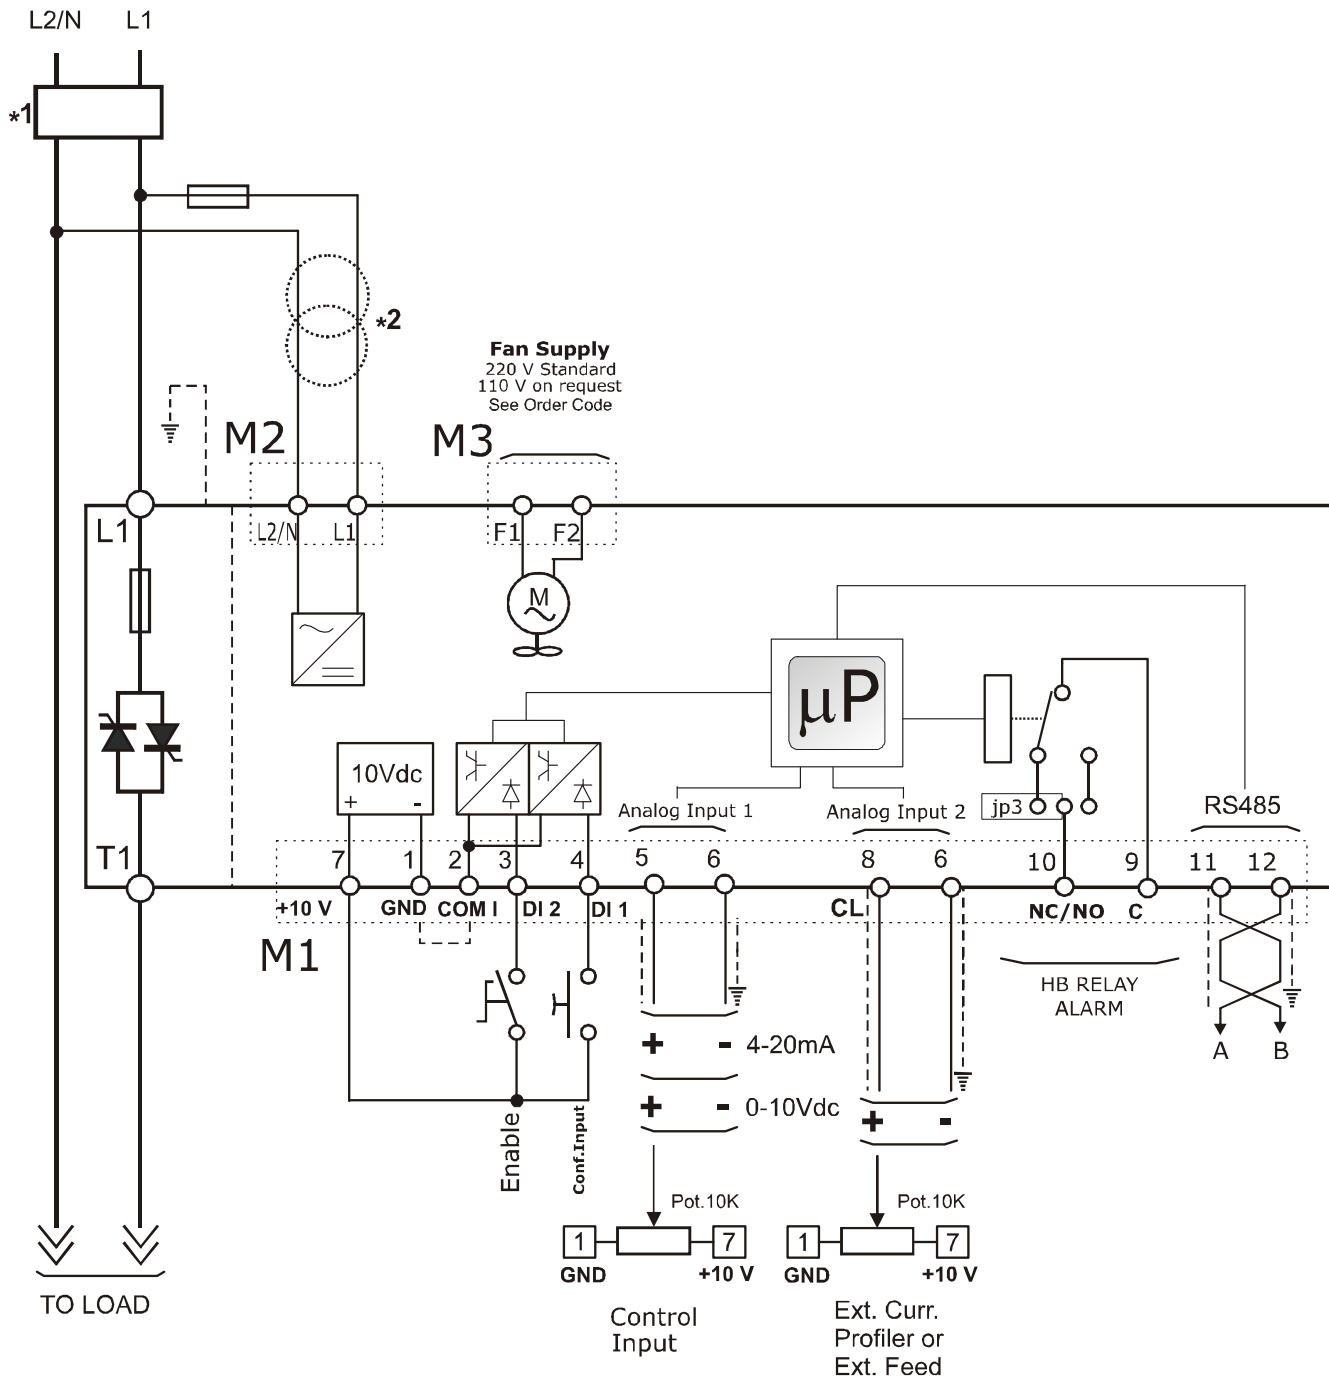 L2/N L1
*1
*2
Fan Supply
220 V Standard
110 V on request
See Order Code
M2 M3
L1 L2/N L1 F1 F2
M
µP
10Vdc
+ -
Analog Input 1
Analog Input 2
jp3
RS485
T1
7 1 2 3 4 5 6 8 6 10 9 11 12
+10 V GND COM I DI 2 DI 1 CL NC/NO C
M1
HB RELAY
ALARM
+ - 4-20mA
A B
+ - 0-10Vdc
+ -
Enable
Conf.Input
Pot.10K
Pot.10K
1 7
1 7
GND +10 V
GND +10 V
TO LOAD
Control
Input
Ext. Curr.
Profiler or
Ext. Feed